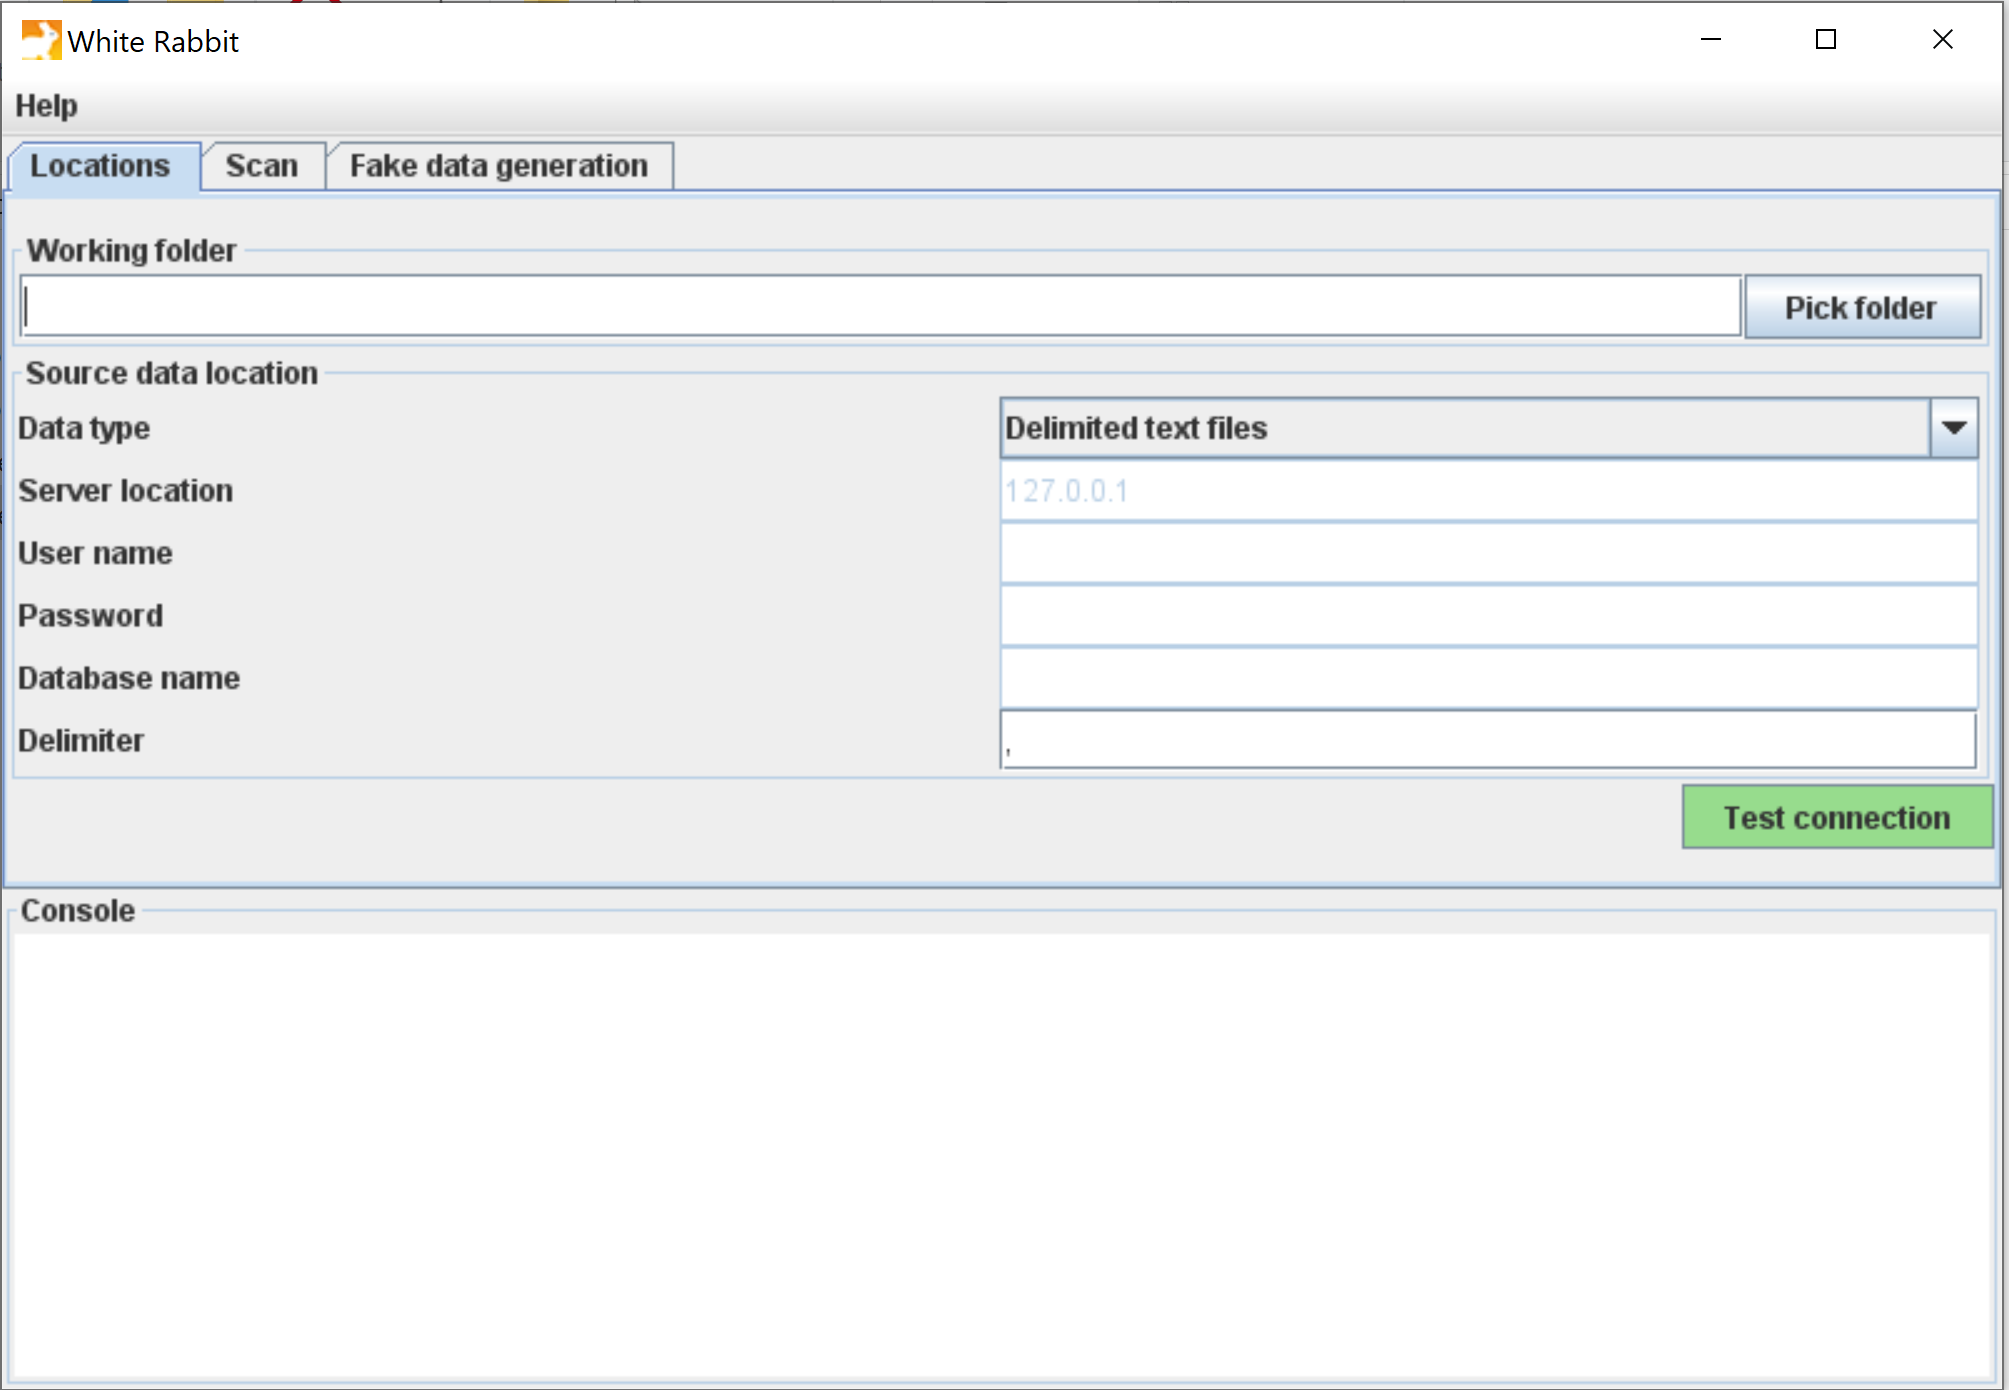 White Rabbit
Help
Locations Scan Fake data generation
Working folder
Pick folder
Source data location
Data type Delimited text files
Server location 127.0.0.1
User name
Password
Database name
Delimiter ,
Test connection
Console